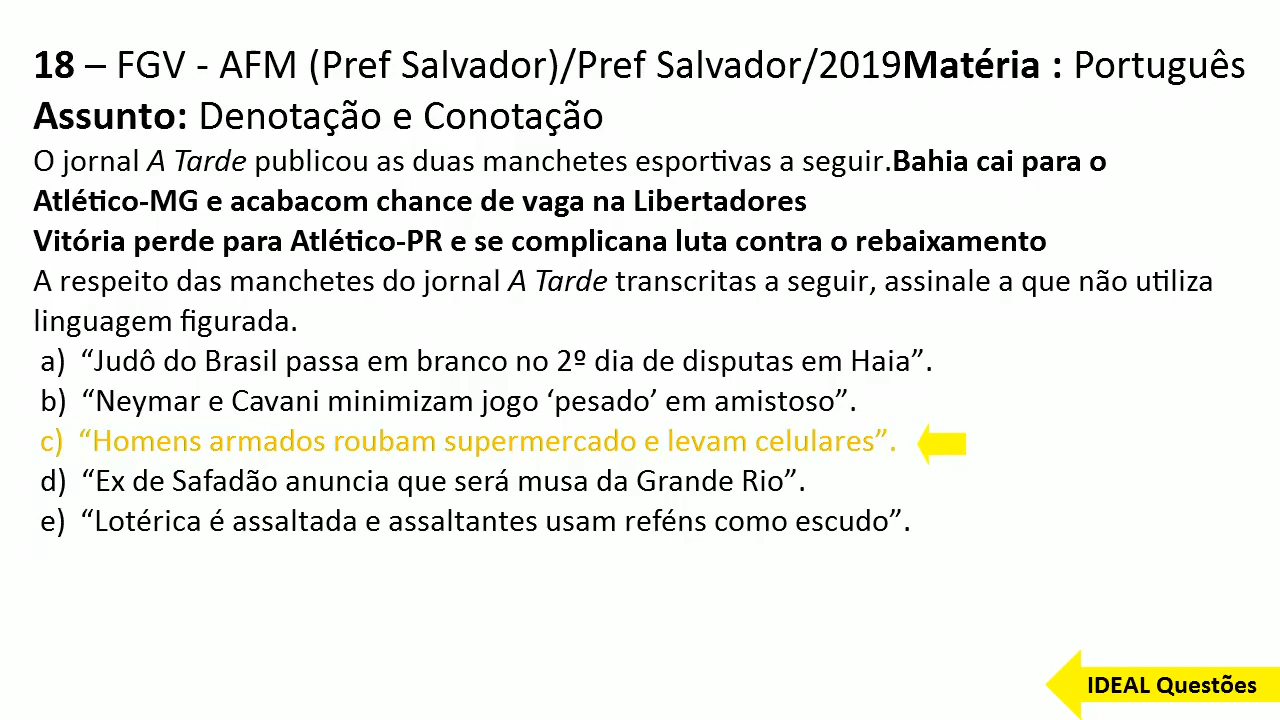 18 – FGV - AFM (Pref Salvador)/Pref Salvador/2019Matéria : Português
Assunto: Denotação e Conotação
O jornal A Tarde publicou as duas manchetes esportivas a seguir.Bahia cai para o
Atlético-MG e acabacom chance de vaga na Libertadores
Vitória perde para Atlético-PR e se complicana luta contra o rebaixamento
A respeito das manchetes do jornal A Tarde transcritas a seguir, assinale a que não utiliza
linguagem figurada.
a) “Judô do Brasil passa em branco no 2º dia de disputas em Haia”.
b) “Neymar e Cavani minimizam jogo ‘pesado’ em amistoso”.
c) “Homens armados roubam supermercado e levam celulares”.
d) “Ex de Safadão anuncia que será musa da Grande Rio”.
e) “Lotérica é assaltada e assaltantes usam reféns como escudo”.
IDEAL Questões